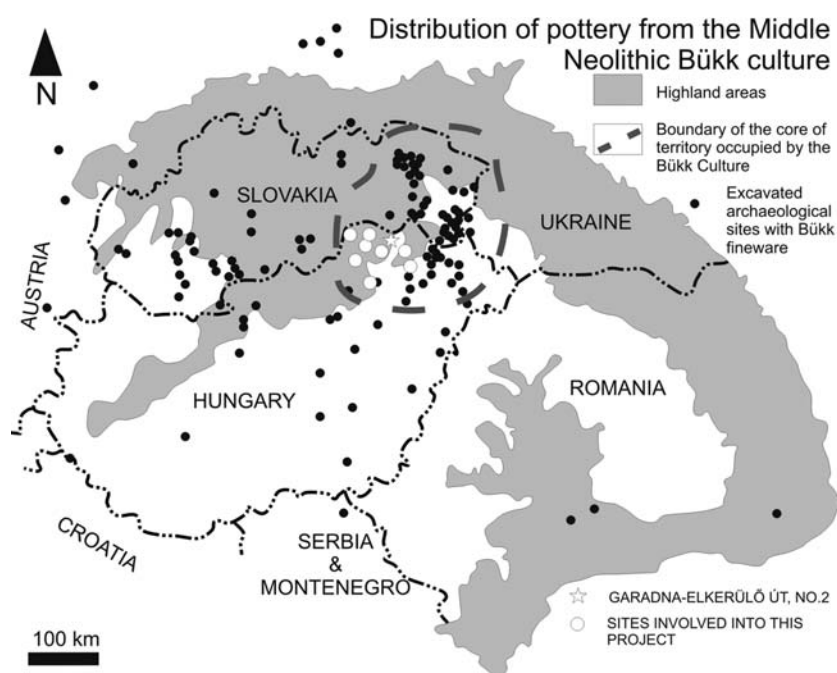 Distribution of pottery from the Middle
Neolithic Bükk culture
N
Highland areas
Boundary of the core of
territory occupied by the
Bükk Culture
Excavated
archaeological
sites with Bükk
fineware
SLOVAKIA
UKRAINE
AUSTRIA
HUNGARY
ROMANIA
CROATIA
SERBIA
&
MONTENEGRO
GARADNA-ELKERÜLŐ ÚT, NO.2
SITES INVOLVED INTO THIS
PROJECT
100 km